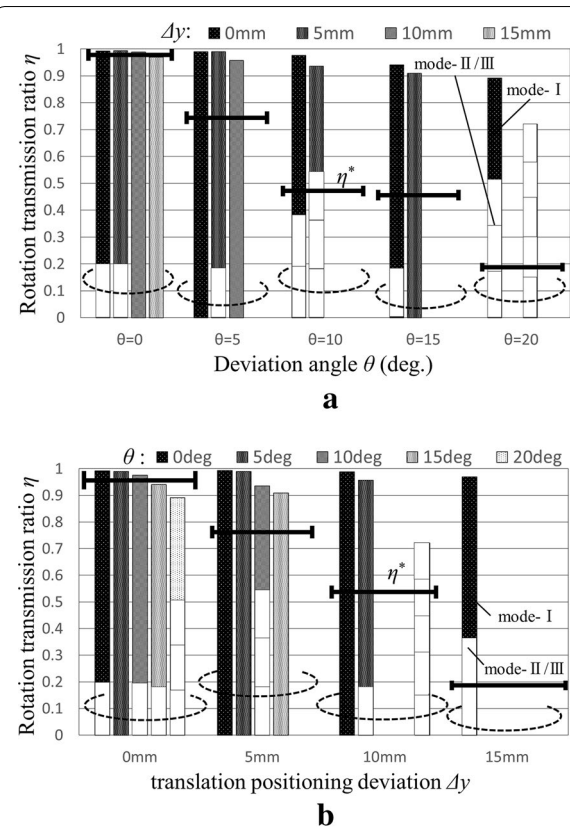 Δy: 0mm 5mm 10mm 15mm
Rotation transmission ratio η
1
0.9
0.8
0.7
0.6
0.5
0.4
0.3
0.2
0.1
0
mode-Ⅱ/Ⅲ
mode-Ⅰ
η*
θ=0 θ=5 θ=10 θ=15 θ=20
Deviation angle θ (deg.)
a
θ : 0deg 5deg 10deg 15deg 20deg
Rotation transmission ratio η
1
0.9
0.8
0.7
0.6
0.5
0.4
0.3
0.2
0.1
0
η*
mode-Ⅰ
mode-Ⅱ/Ⅲ
0mm 5mm 10mm 15mm
translation positioning deviation Δy
b